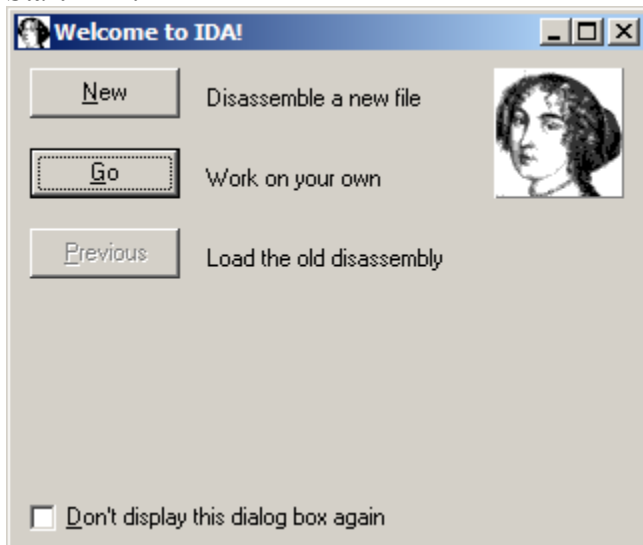 Welcome to IDA!
New Disassemble a new file
Go Work on your own
Previous Load the old disassembly
Don't display this dialog box again